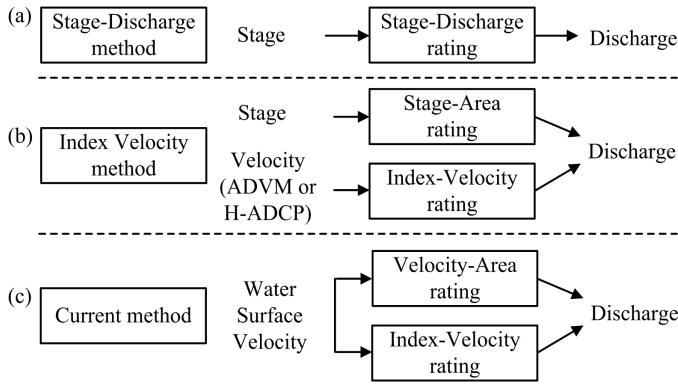 (a)
Stage-Discharge
method
Stage
Stage-Discharge
rating
Discharge
(b)
Index Velocity
method
Stage
Stage-Area
rating
Velocity
(ADVM or
H-ADCP)
Index-Velocity
rating
Discharge
(c)
Current method
Water
Surface
Velocity
Velocity-Area
rating
Index-Velocity
rating
Discharge